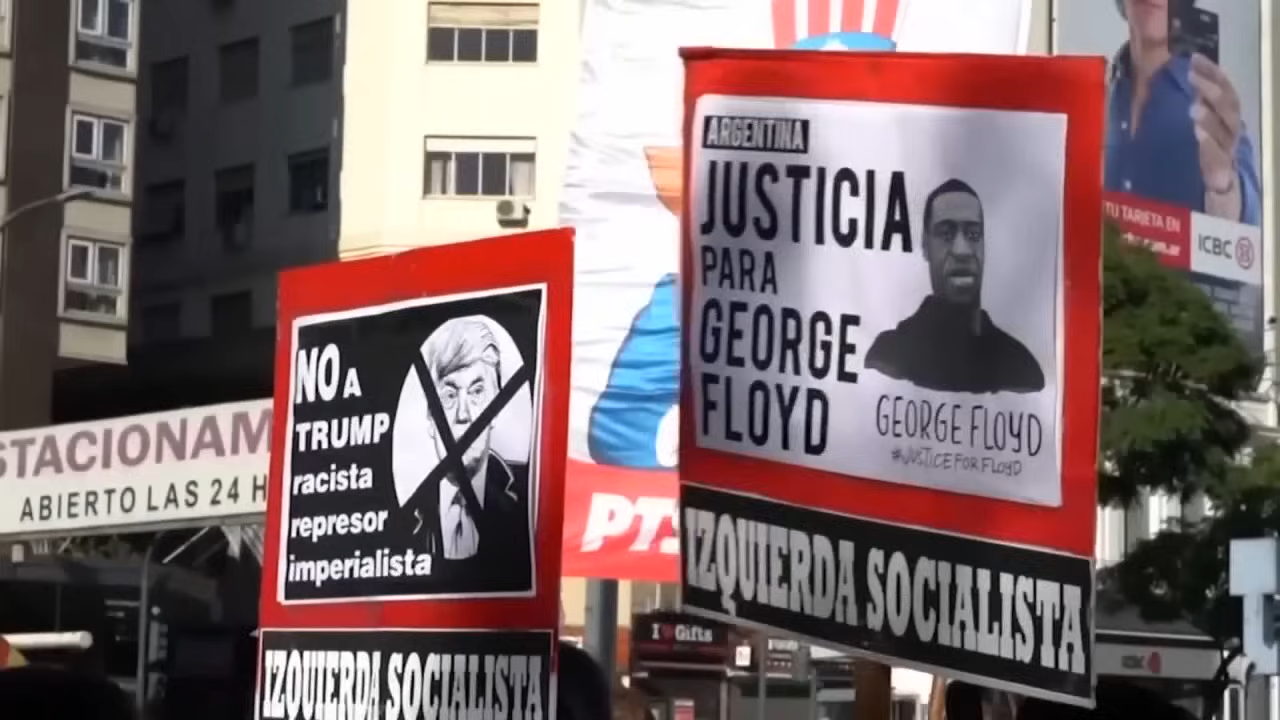 ARGENTINA
JUSTICIA
PARA
GEORGE
FLOYD
GEORGE FLOYD
#JUSTICEFORFLOYD
IZQUIERDA SOCIALISTA
NO A
TRUMP
racista
represor
imperialista
IZQUIERDA SOCIALISTA
STACIONAM
ABIERTO LAS 24 H
PTS
TU TARJETA EN
ICBC
I ♥ Gifts